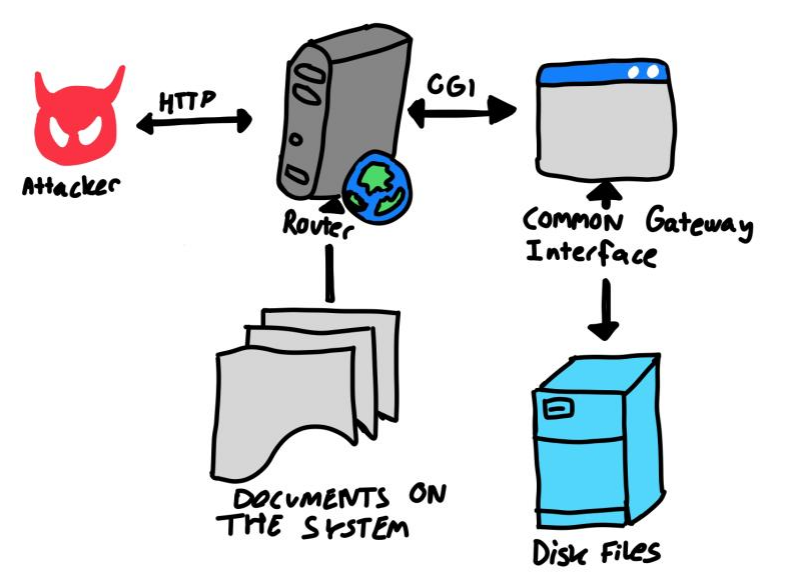 HTTP
CGI
Attacker
Router
COMMON Gateway
Interface
DOCUMENTS ON
THE SYSTEM
Disk Files